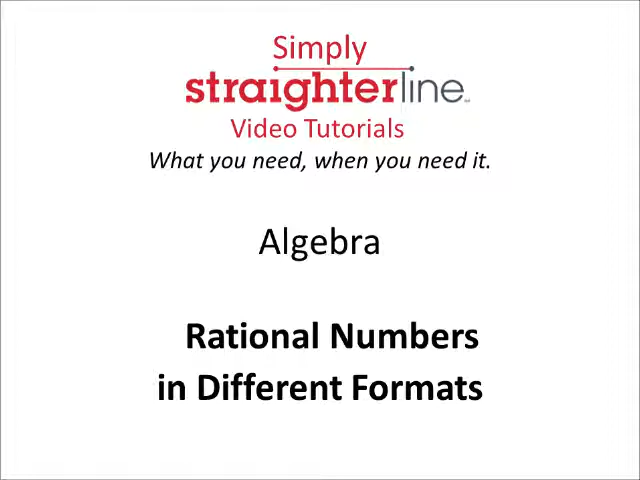 Simply
straighterline
Video Tutorials
What you need, when you need it.
Algebra
Rational Numbers
in Different Formats